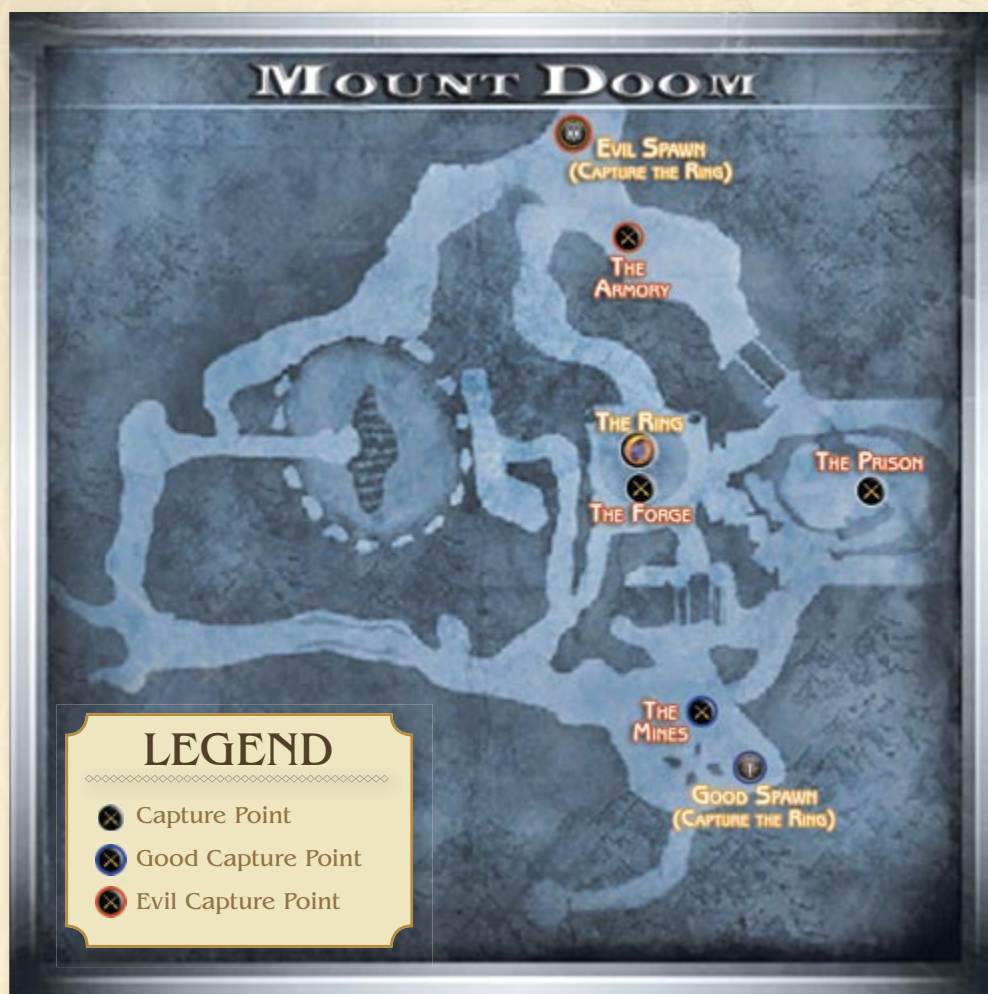 MOUNT DOOM
EVIL SPAWN
(CAPTURE THE RING)
THE
ARMORY
THE RING
THE FORGE
THE PRISON
THE
MINES
GOOD SPAWN
(CAPTURE THE RING)
LEGEND
Capture Point
Good Capture Point
Evil Capture Point